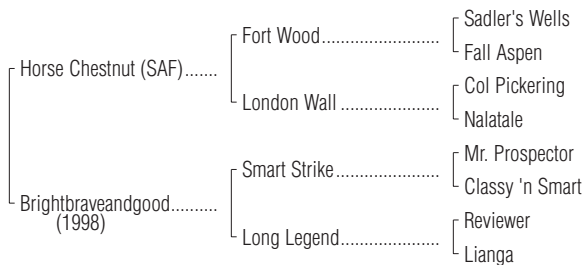 Sadler's Wells
Fort Wood
Fall Aspen
Horse Chestnut (SAF)
Col Pickering
London Wall
Nalatale
Mr. Prospector
Smart Strike
Classy 'n Smart
Brightbraveandgood
(1998)
Reviewer
Long Legend
Lianga